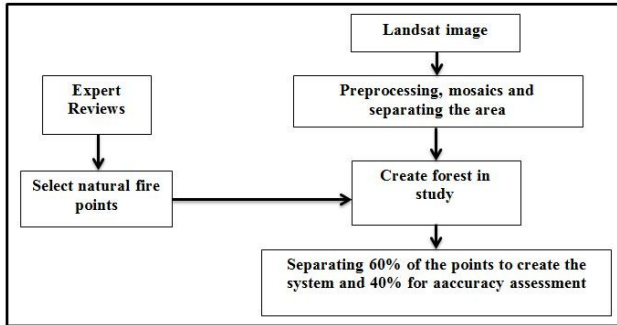 Landsat image
Expert
Reviews
Preprocessing, mosaics and
separating the area
Select natural fire
points
Create forest in
study
Separating 60% of the points to create the
system and 40% for aaccuracy assessment